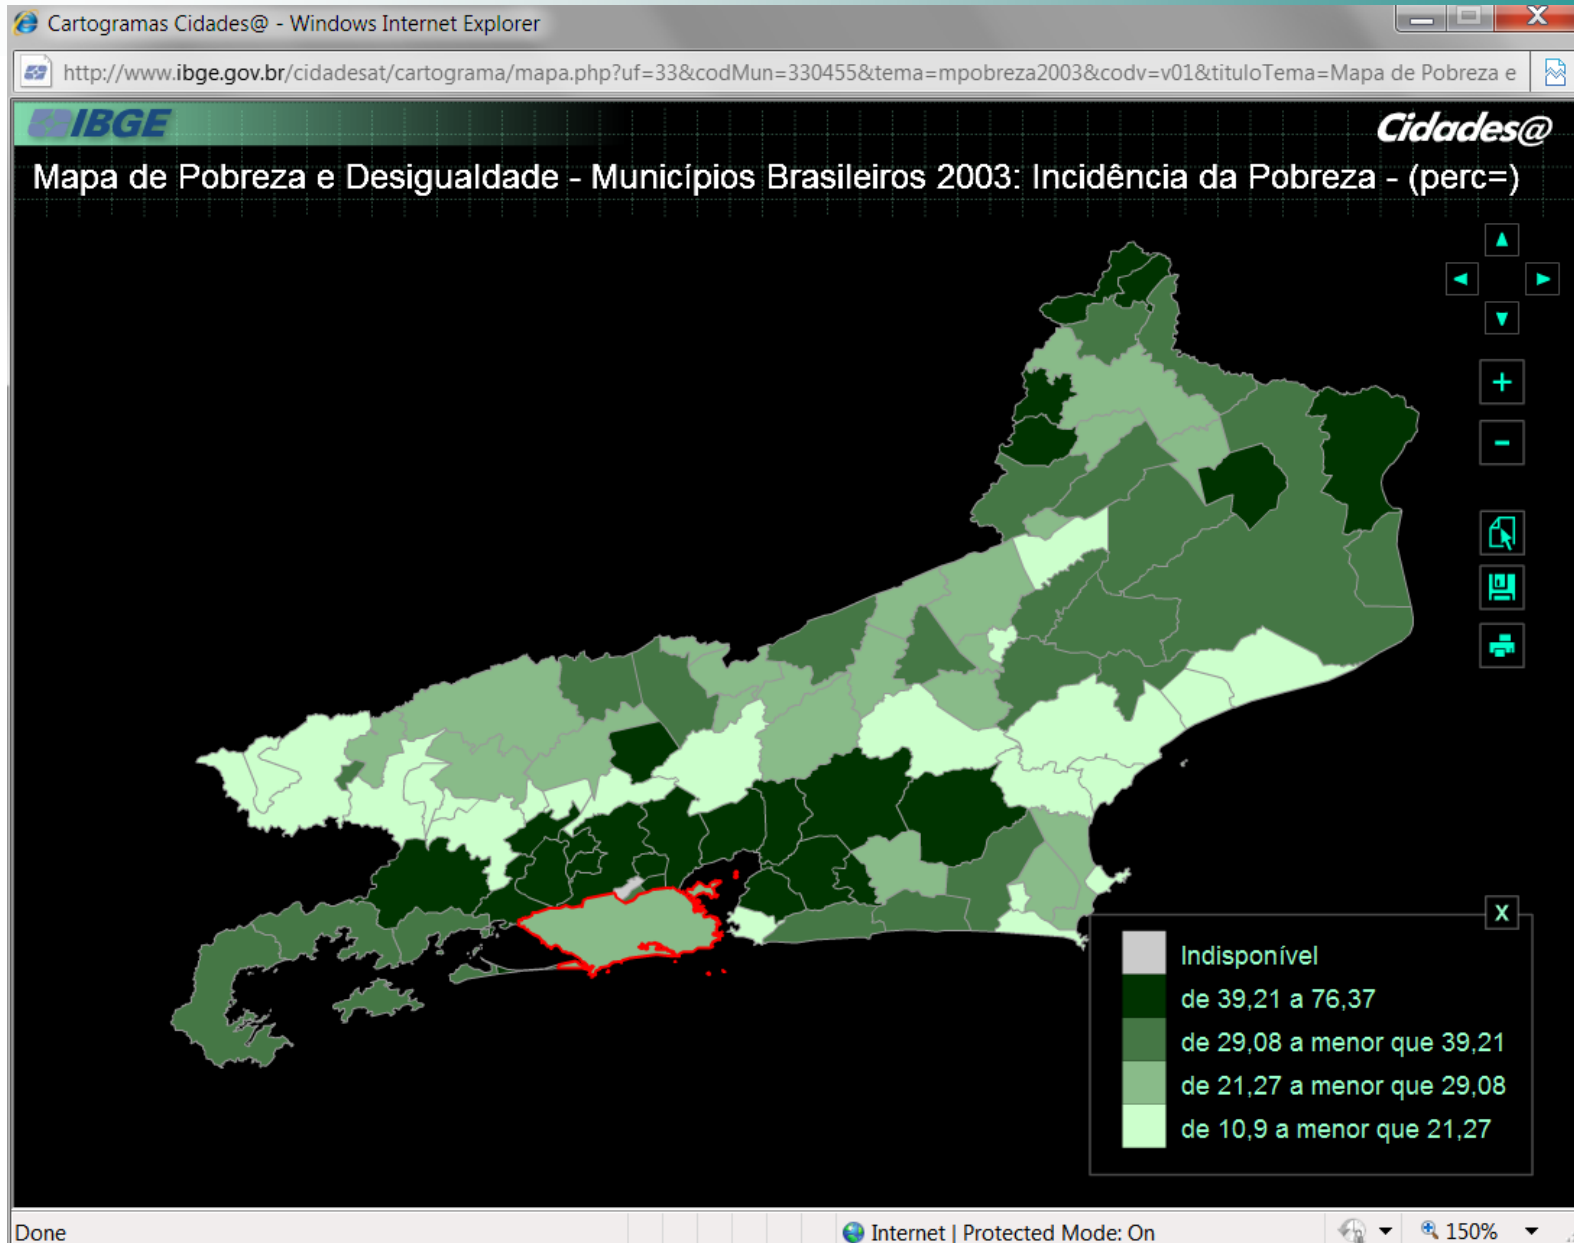 Cartogramas Cidades@ - Windows Internet Explorer
http://www.ibge.gov.br/cidadesat/cartograma/mapa.php?uf=33&codMun=330455&tema=mpobreza2003&codv=v01&tituloTema=Mapa de Pobreza e
IBGE
Cidades@
Mapa de Pobreza e Desigualdade - Municípios Brasileiros 2003: Incidência da Pobreza - (perc=)
X
Indisponível
de 39,21 a 76,37
de 29,08 a menor que 39,21
de 21,27 a menor que 29,08
de 10,9 a menor que 21,27
Done
Internet | Protected Mode: On
150%